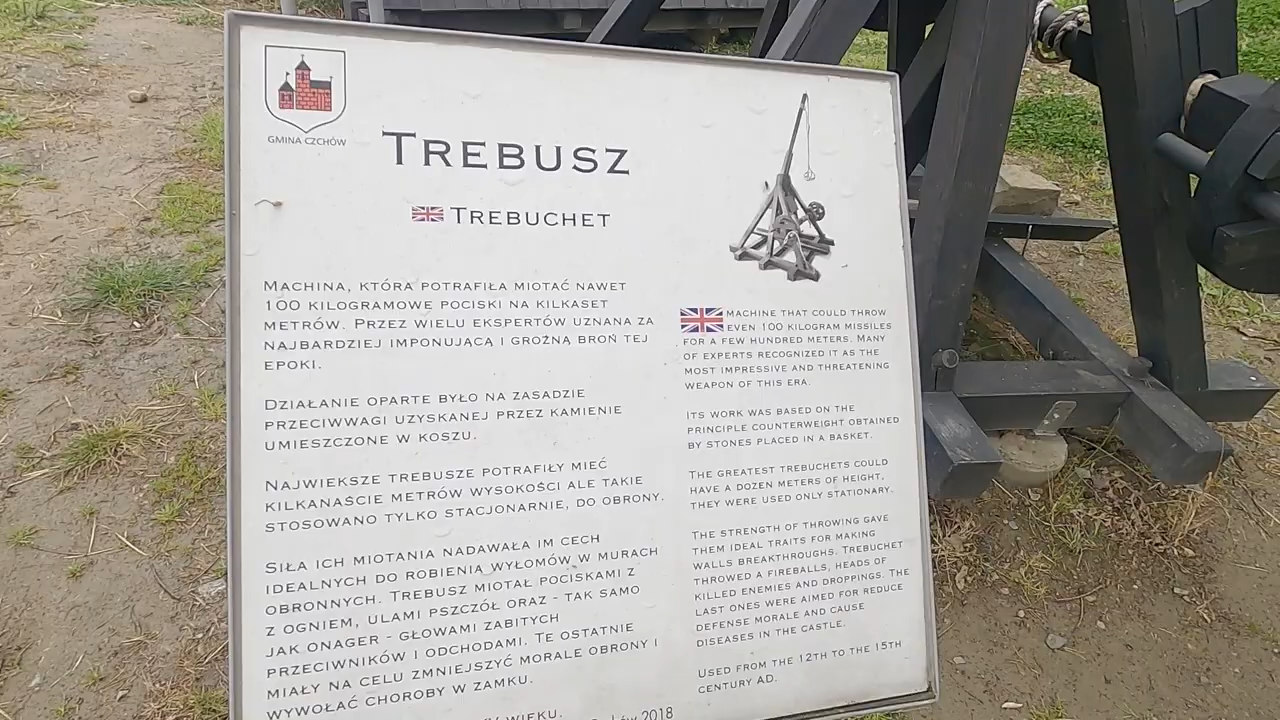 GMINA CZCHÓW
TREBUSZ
TREBUCHET
MACHINA, KTÓRA POTRAFIŁA MIOTAĆ NAWET
100 KILOGRAMOWE POCISKI NA KILKASET
METRÓW. PRZEZ WIELU EKSPERTÓW UZNANA ZA
NAJBARDZIEJ IMPONUJĄCĄ I GROŹNĄ BROŃ TEJ
EPOKI.
DZIAŁANIE OPARTE BYŁO NA ZASADZIE
PRZECIWWAGI UZYSKANEJ PRZEZ KAMIENIE
UMIESZCZONE W KOSZU.
NAJWIEKSZE TREBUSZE POTRAFIŁY MIEĆ
KILKANAŚCIE METRÓW WYSOKOŚCI ALE TAKIE
STOSOWANO TYLKO STACJONARNIE, DO OBRONY.
SIŁA ICH MIOTANIA NADAWAŁA IM CECH
IDEALNYCH DO ROBIENIA WYŁOMÓW W MURACH
OBRONNYCH. TREBUSZ MIOTAŁ POCISKAMI Z
Z OGNIEM, ULAMI PSZCZÓŁ ORAZ - TAK SAMO
JAK ONAGER - GŁOWAMI ZABITYCH
PRZECIWNIKÓW I ODCHODAMI. TE OSTATNIE
MIAŁY NA CELU ZMNIEJSZYĆ MORALE OBRONY I
WYWOŁAĆ CHOROBY W ZAMKU.
WIEKU.
2018
MACHINE THAT COULD THROW
EVEN 100 KILOGRAM MISSILES
FOR A FEW HUNDRED METERS. MANY
OF EXPERTS RECOGNIZED IT AS THE
MOST IMPRESSIVE AND THREATENING
WEAPON OF THIS ERA.
ITS WORK WAS BASED ON THE
PRINCIPLE COUNTERWEIGHT OBTAINED
BY STONES PLACED IN A BASKET.
THE GREATEST TREBUCHETS COULD
HAVE A DOZEN METERS OF HEIGHT,
THEY WERE USED ONLY STATIONARY.
THE STRENGTH OF THROWING GAVE
THEM IDEAL TRAITS FOR MAKING
WALLS BREAKTHROUGHS. TREBUCHET
THROWED A FIREBALLS, HEADS OF
KILLED ENEMIES AND DROPPINGS. THE
LAST ONES WERE AIMED FOR REDUCE
DEFENSE MORALE AND CAUSE
DISEASES IN THE CASTLE.
USED FROM THE 12TH TO THE 15TH
CENTURY AD.